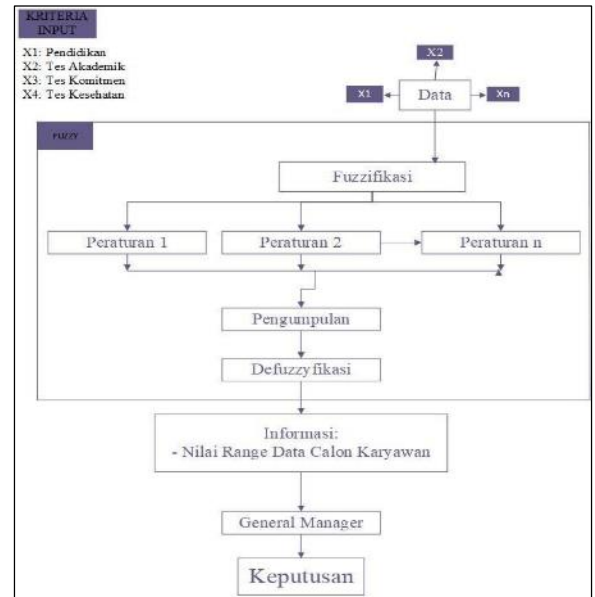 KRITERIA
INPUT
X1: Pendidikan
X2: Tes Akademik
X3: Tes Komitmen
X4: Tes Kesehatan
X2
X1
Data
Xn
FUZZY
Fuzzifikasi
Peraturan 1
Peraturan 2
Peraturan n
Pengumpulan
Defuzzyfikasi
Informasi:
- Nilai Range Data Calon Karyawan
General Manager
Keputusan